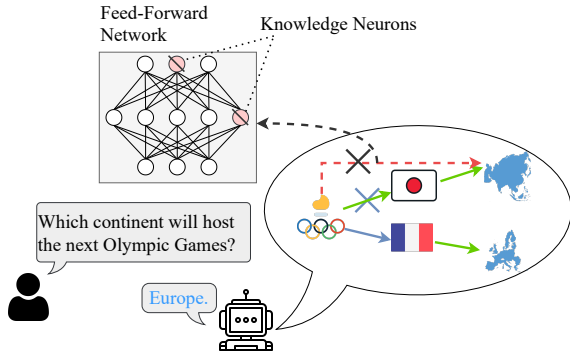 Feed-Forward
Network
Knowledge Neurons
Which continent will host
the next Olympic Games?
Europe.